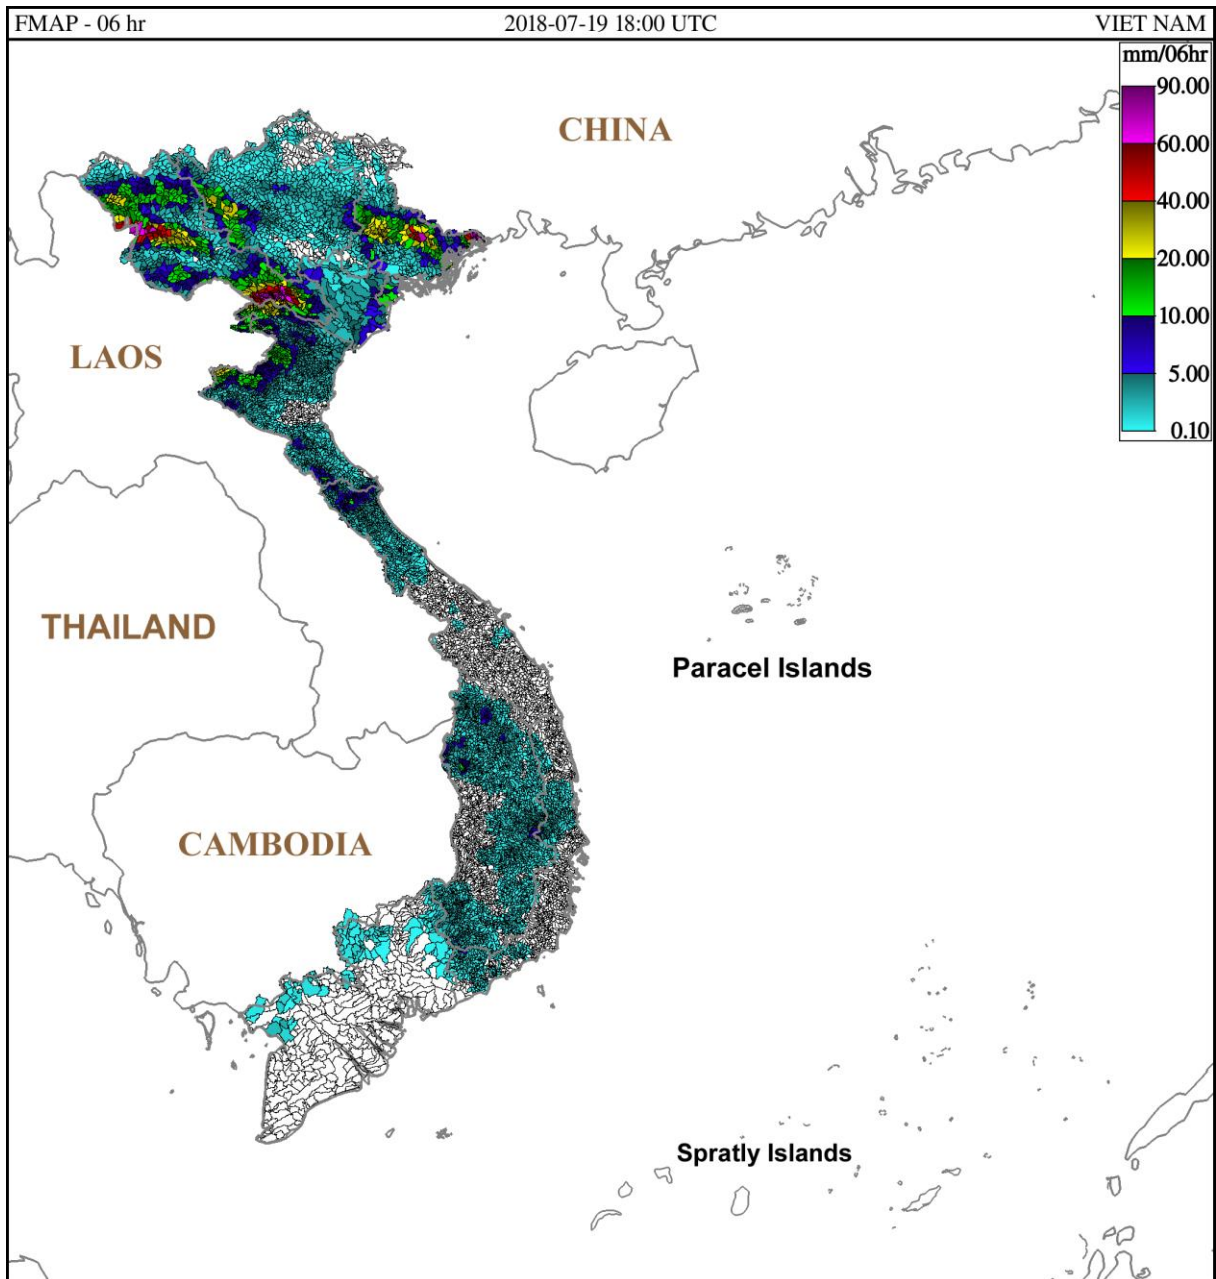 FMAP - 06 hr 2018-07-19 18:00 UTC VIET NAM
mm/06hr
90.00
60.00
40.00
20.00
10.00
5.00
0.10
CHINA
LAOS
THAILAND
Paracel Islands
CAMBODIA
Spratly Islands